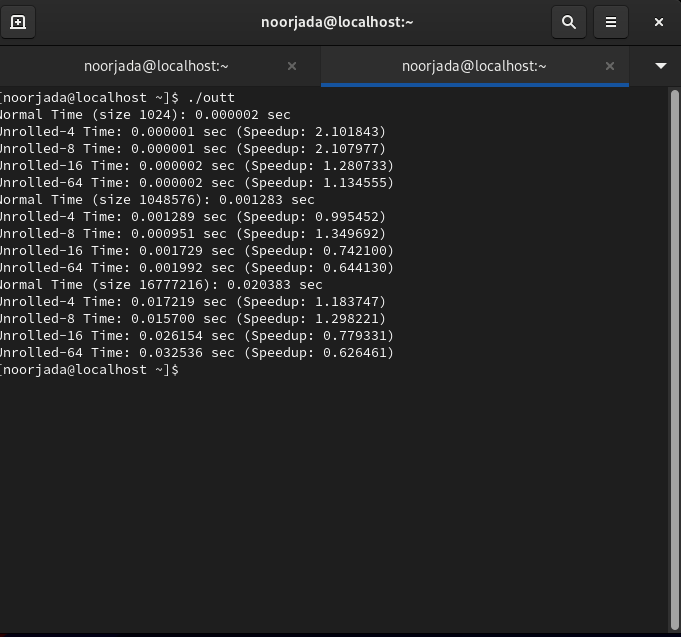 noorjada@localhost:~
noorjada@localhost:~
noorjada@localhost:~
[noorjada@localhost ~]$ ./outt
Normal Time (size 1024): 0.000002 sec
Unrolled-4 Time: 0.000001 sec (Speedup: 2.101843)
Unrolled-8 Time: 0.000001 sec (Speedup: 2.107977)
Unrolled-16 Time: 0.000002 sec (Speedup: 1.280733)
Unrolled-64 Time: 0.000002 sec (Speedup: 1.134555)
Normal Time (size 1048576): 0.001283 sec
Unrolled-4 Time: 0.001289 sec (Speedup: 0.995452)
Unrolled-8 Time: 0.000951 sec (Speedup: 1.349692)
Unrolled-16 Time: 0.001729 sec (Speedup: 0.742100)
Unrolled-64 Time: 0.001992 sec (Speedup: 0.644130)
Normal Time (size 16777216): 0.020383 sec
Unrolled-4 Time: 0.017219 sec (Speedup: 1.183747)
Unrolled-8 Time: 0.015700 sec (Speedup: 1.298221)
Unrolled-16 Time: 0.026154 sec (Speedup: 0.779331)
Unrolled-64 Time: 0.032536 sec (Speedup: 0.626461)
[noorjada@localhost ~]$